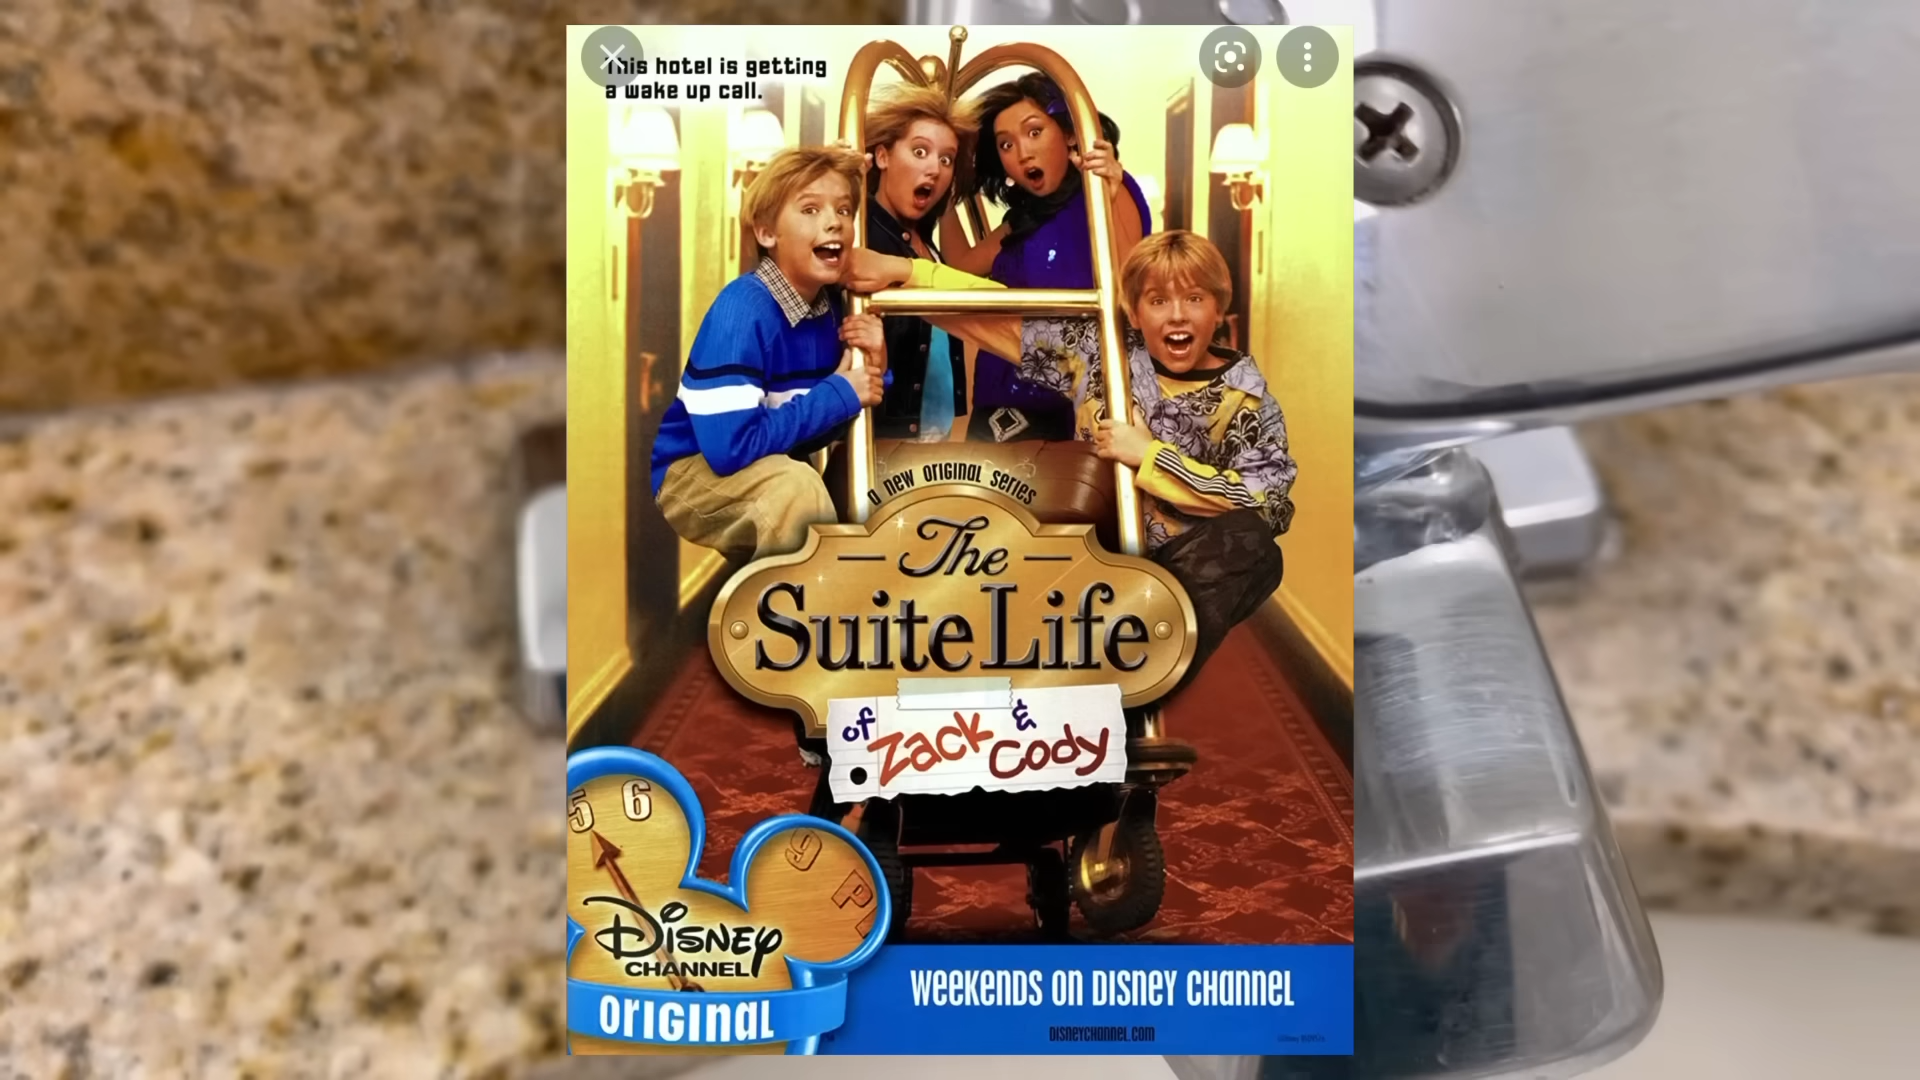 This hotel is getting
a wake up call.
a new original series
The
Suite Life
of Zack & Cody
5 6
9
P
Disney
Channel
Original
Weekends on Disney Channel
DisneyChannel.com